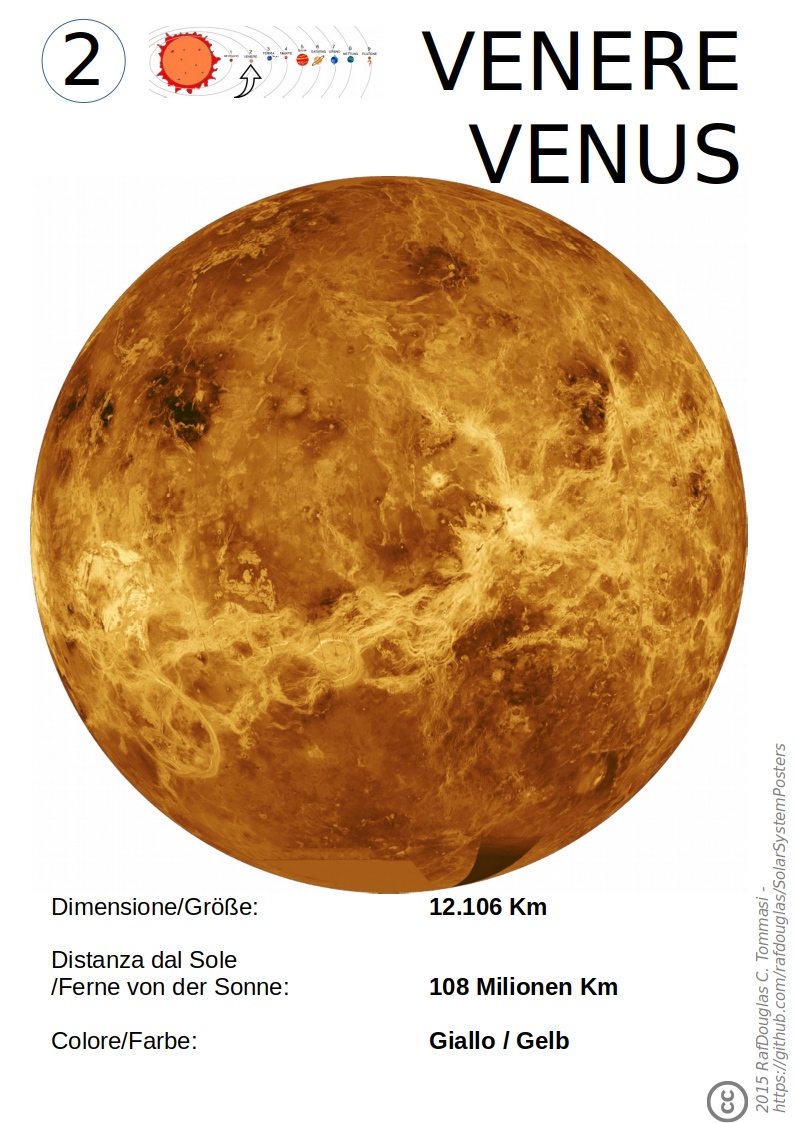 2
1 2 3 4 5 6 7 8 9
VENERE
VENERE
VENUS
Dimensione/Größe: 12.106 Km
Distanza dal Sole
/Ferne von der Sonne: 108 Milionen Km
Colore/Farbe: Giallo / Gelb
2015 RafDouglas C. Tommasi -
https://github.com/rafdouglas/SolarSystemPosters
cc